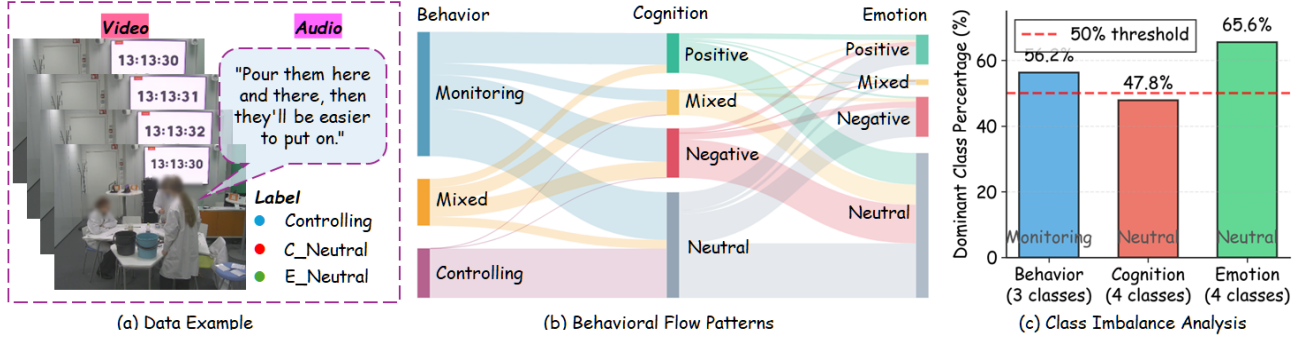 Video
Audio
13:13:30
13:13:31
13:13:32
13:13:30
"Pour them here
and there, then
they'll be easier
to put on."
Label
Controlling
C_Neutral
E_Neutral
(a) Data Example
Behavior
Cognition
Emotion
Monitoring
Mixed
Controlling
Positive
Mixed
Negative
Neutral
Positive
Mixed
Negative
Neutral
(b) Behavioral Flow Patterns
Dominant Class Percentage (%)
60
40
20
0
50% threshold
56.2%
47.8%
65.6%
Monitoring
Neutral
Neutral
Behavior
(3 classes)
Cognition
(4 classes)
Emotion
(4 classes)
(c) Class Imbalance Analysis